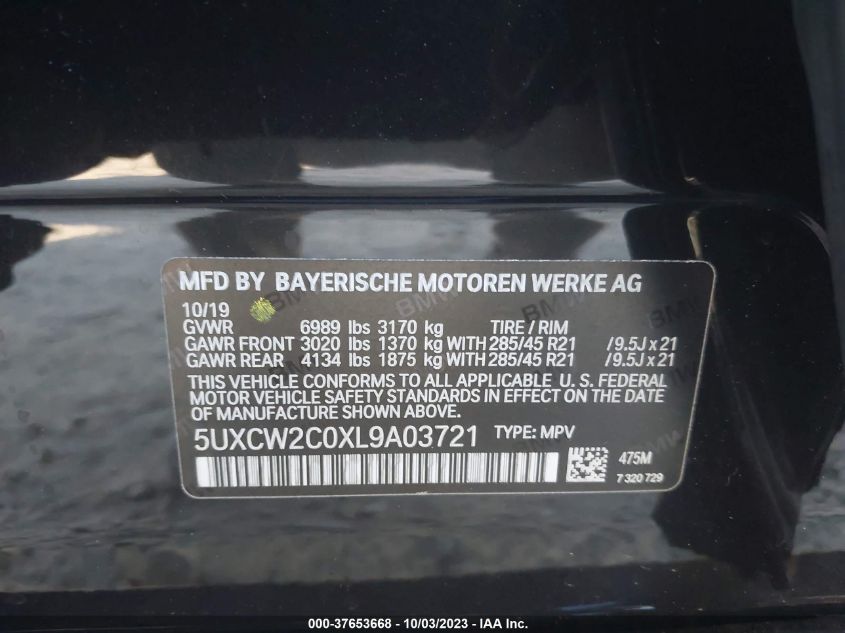 MFD BY BAYERISCHE MOTOREN WERKE AG
10/19
GVWR 6989 lbs 3170 kg TIRE / RIM
GAWR FRONT 3020 lbs 1370 kg WITH 285/45 R21 /9.5J x 21
GAWR REAR 4134 lbs 1875 kg WITH 285/45 R21 /9.5J x 21
THIS VEHICLE CONFORMS TO ALL APPLICABLE U. S. FEDERAL
MOTOR VEHICLE SAFETY STANDARDS IN EFFECT ON THE
DATE OF MANUFACTURE SHOWN ABOVE.
5UXCW2C0XL9A03721 TYPE: MPV
475M
7 320 729
000-37653668 - 10/03/2023 - IAA Inc.